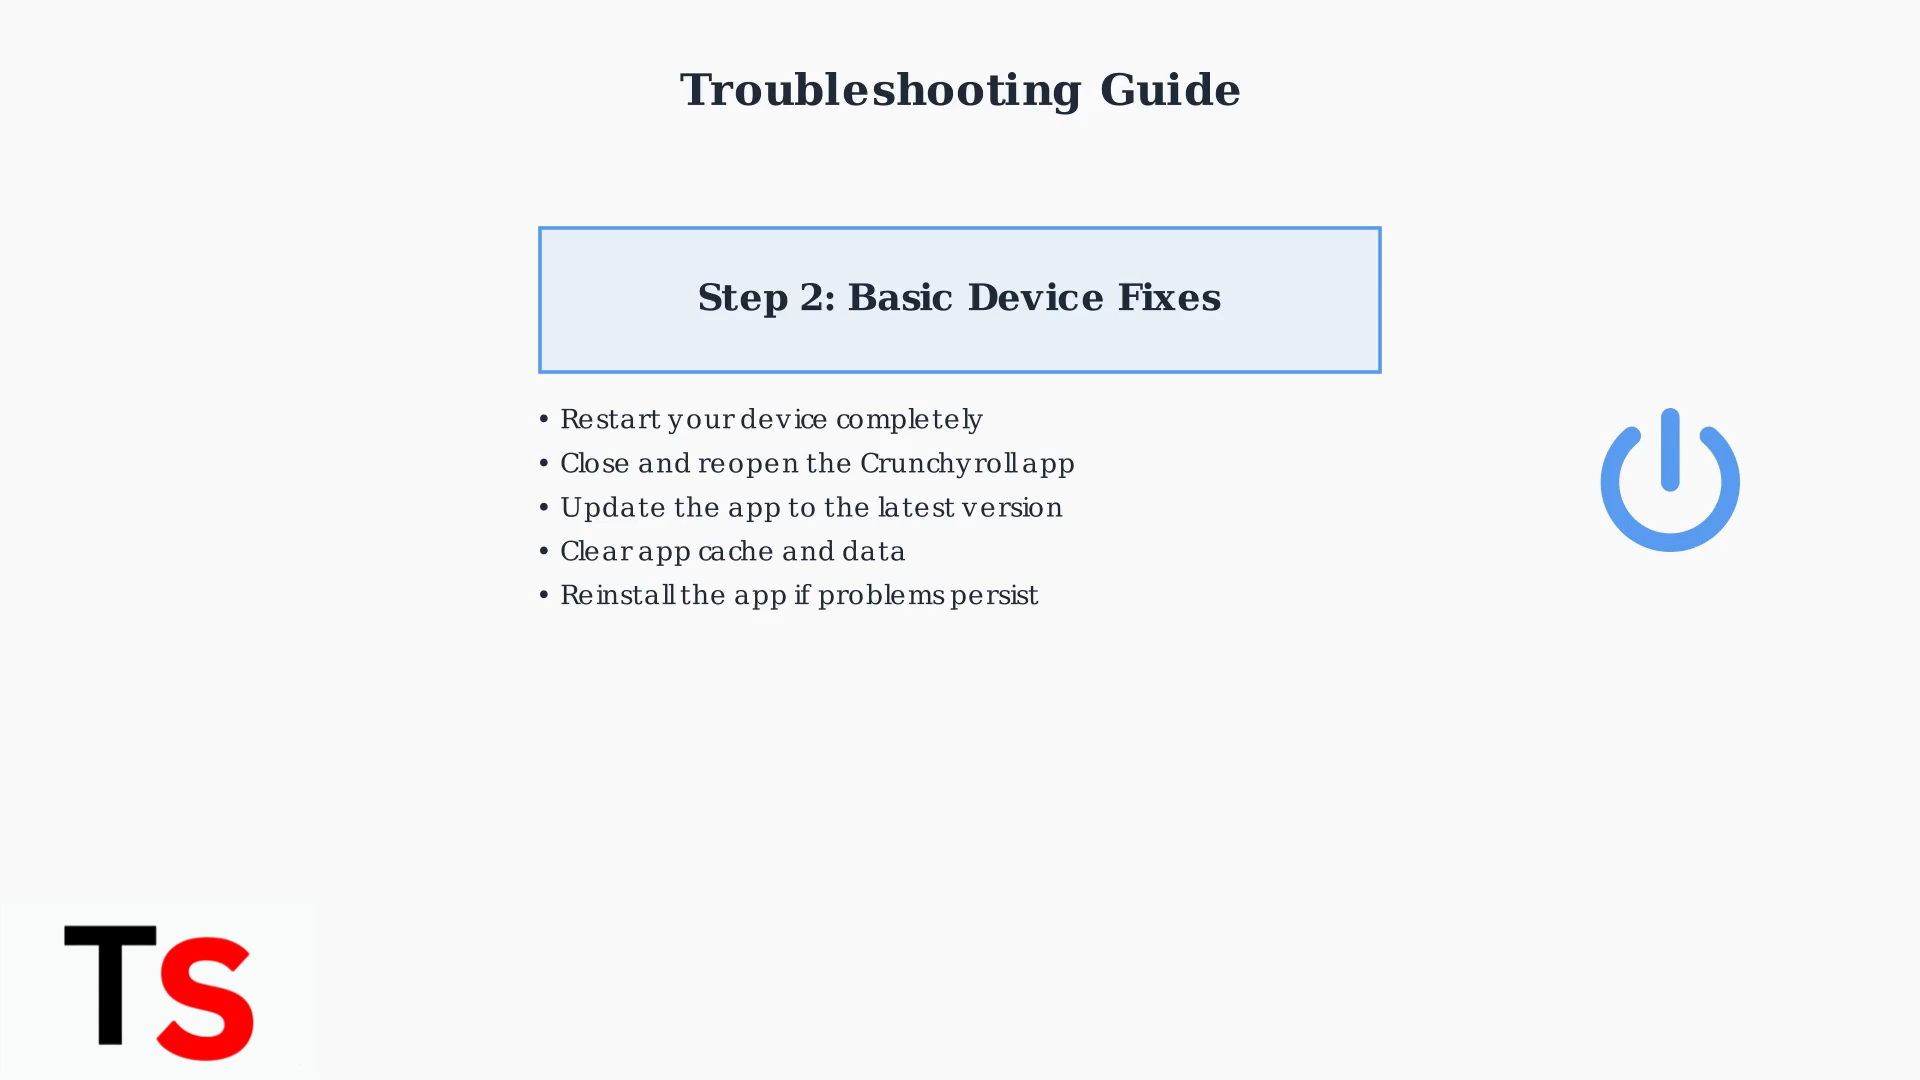 Troubleshooting Guide
Step 2: Basic Device Fixes
• Restart your device completely
• Close and reopen the Crunchyroll app
• Update the app to the latest version
• Clear app cache and data
• Reinstall the app if problems persist
TS